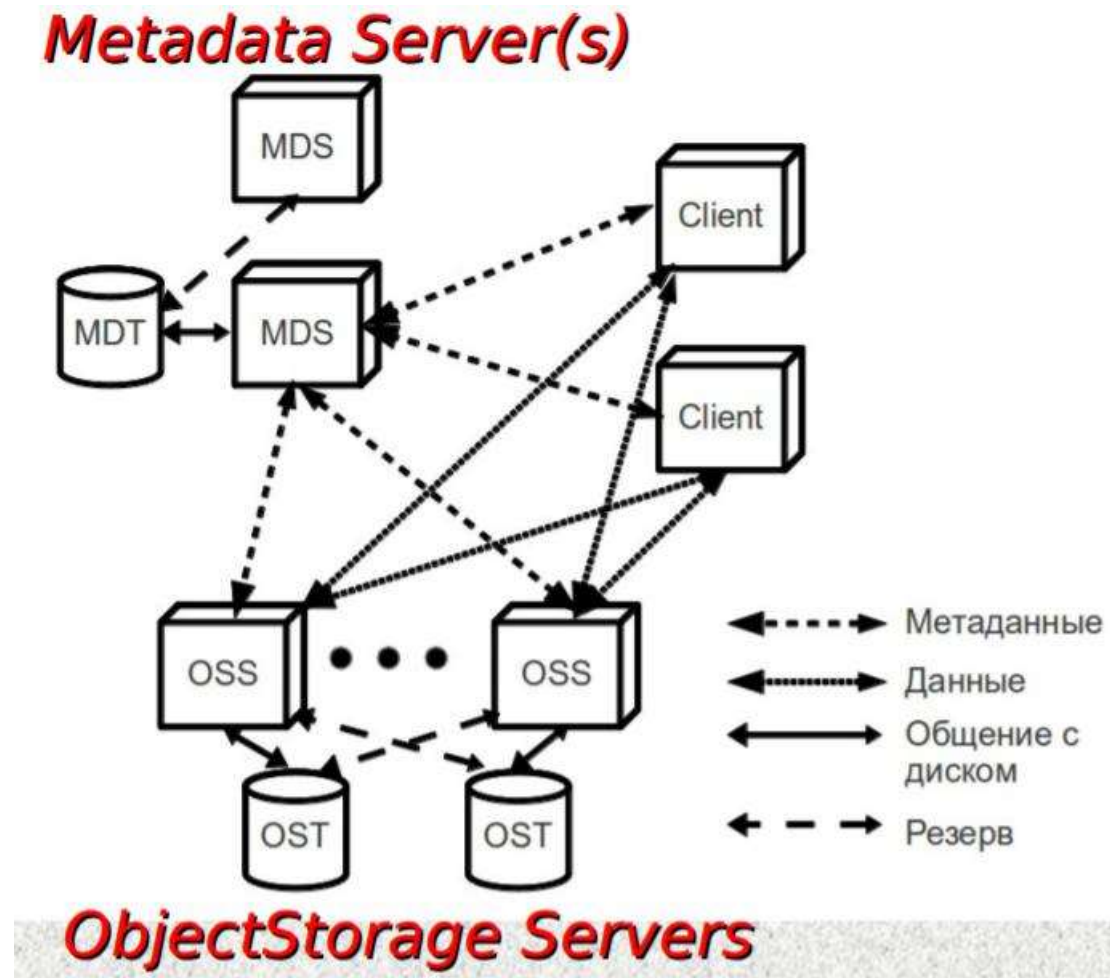 Metadata Server(s)
MDS
Client
MDT
MDS
Client
OSS
OSS
OST
OST
Метаданные
Данные
Общение с
диском
Резерв
ObjectStorage Servers